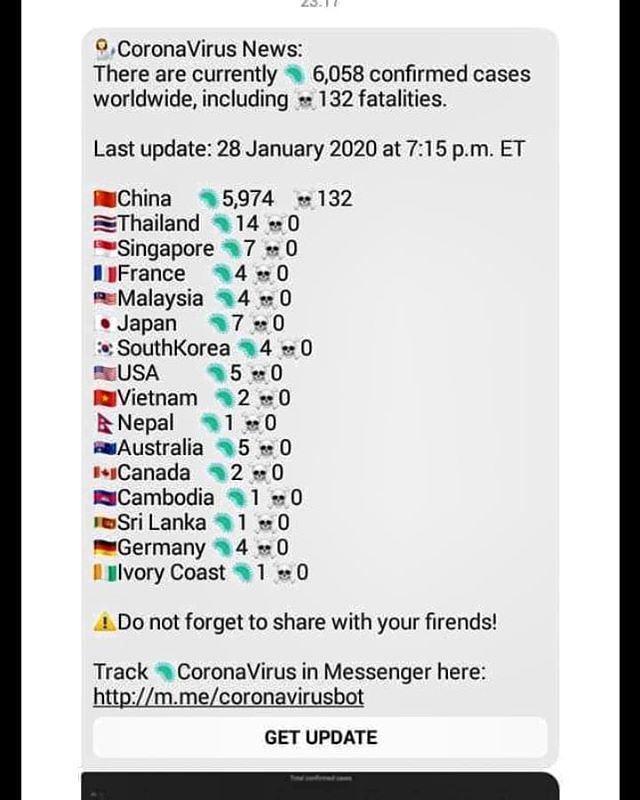 23:17
CoronaVirus News:
There are currently 6,058 confirmed cases
worldwide, including ☠132 fatalities.
Last update: 28 January 2020 at 7:15 p.m. ET
China 5,974 ☠132
Thailand 14 ☠0
Singapore 7 ☠0
France 4 ☠0
Malaysia 4 ☠0
Japan 7 ☠0
SouthKorea 4 ☠0
USA 5 ☠0
Vietnam 2 ☠0
Nepal 1 ☠0
Australia 5 ☠0
Canada 2 ☠0
Cambodia 1 ☠0
Sri Lanka 1 ☠0
Germany 4 ☠0
Ivory Coast 1 ☠0
⚠Do not forget to share with your firends!
Track CoronaVirus in Messenger here:
http://m.me/coronavirusbot
GET UPDATE
Total confirmed cases